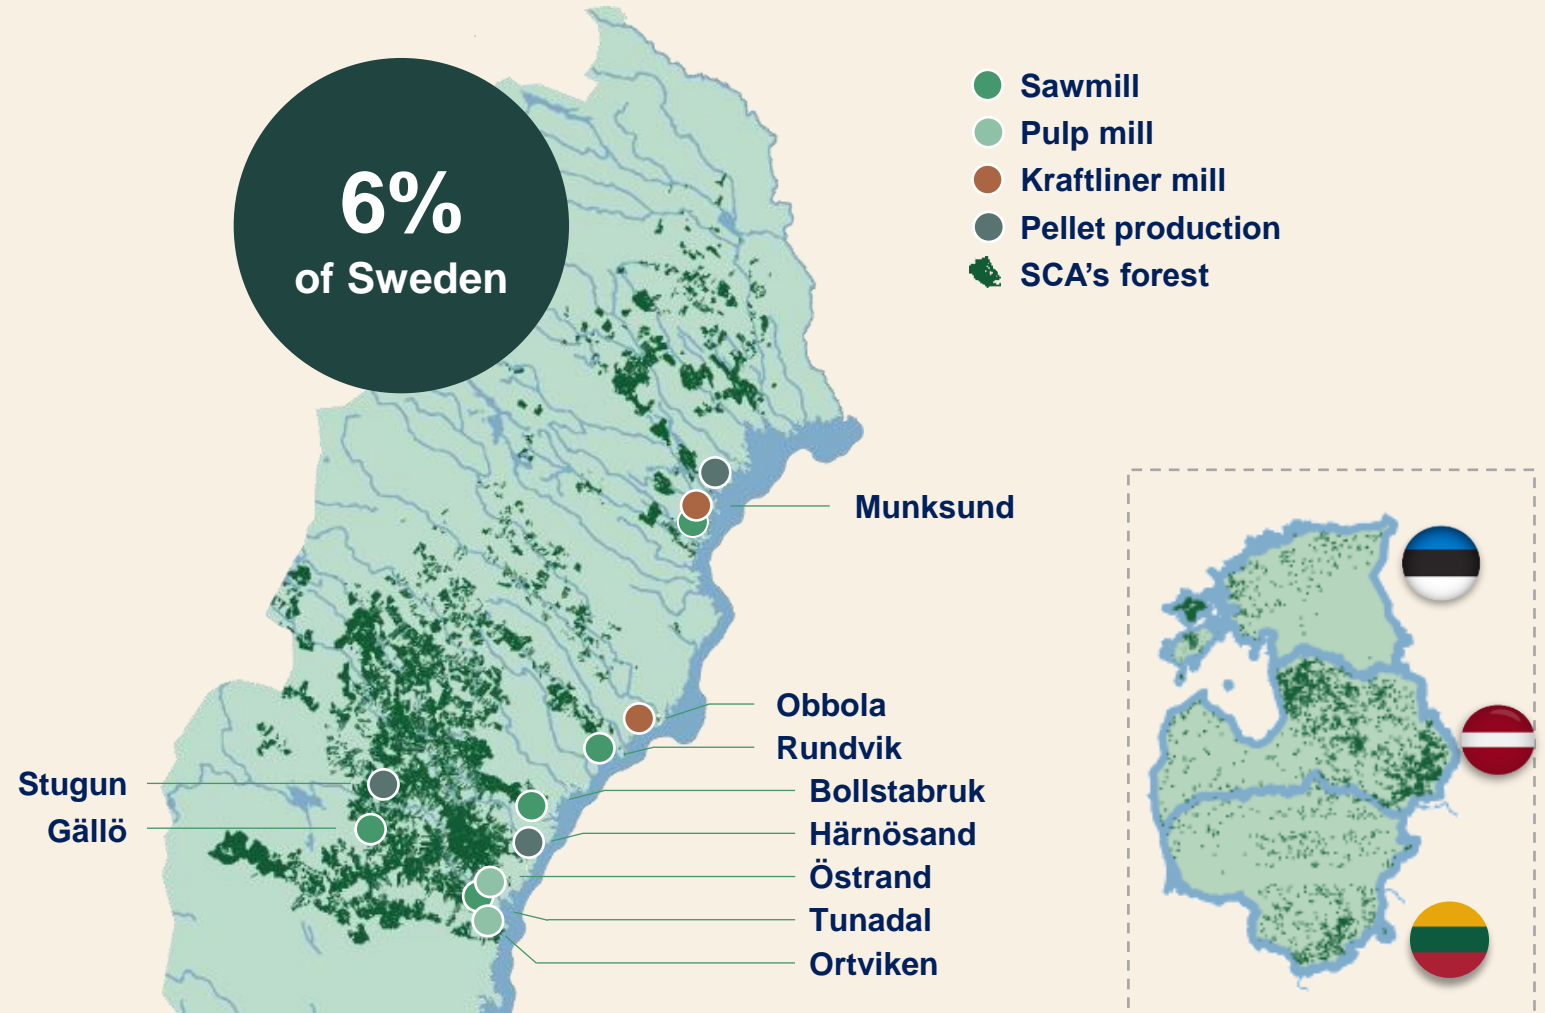 6%
of Sweden
Sawmill
Pulp mill
Kraftliner mill
Pellet production
SCA’s forest
Munksund
Obbola
Rundvik
Stugun
Gällö
Bollstabruk
Härnösand
Östrand
Tunadal
Ortviken